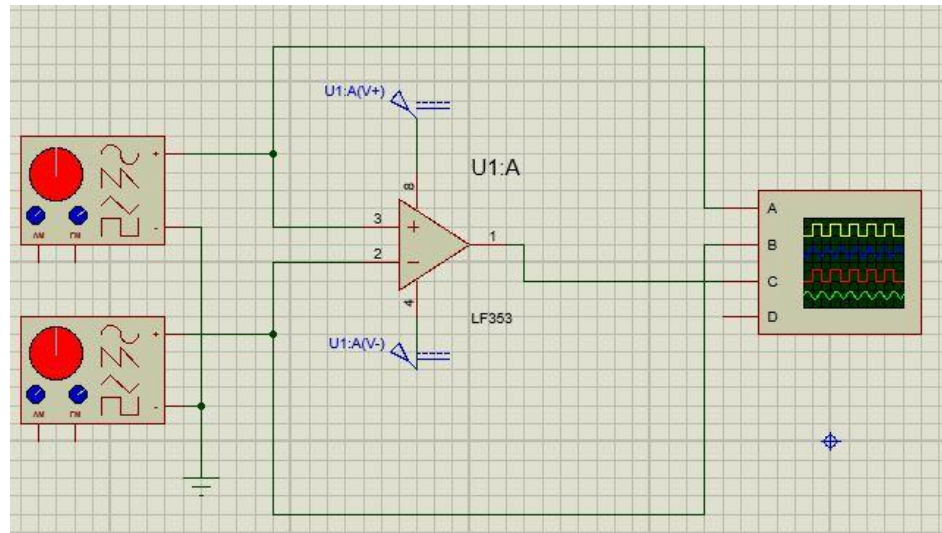 U1:A(V+)
U1:A
+
8
A
3
+
-
1
B
AM
FM
2
−
C
4
D
LF353
+
U1:A(V-)
-
AM
FM